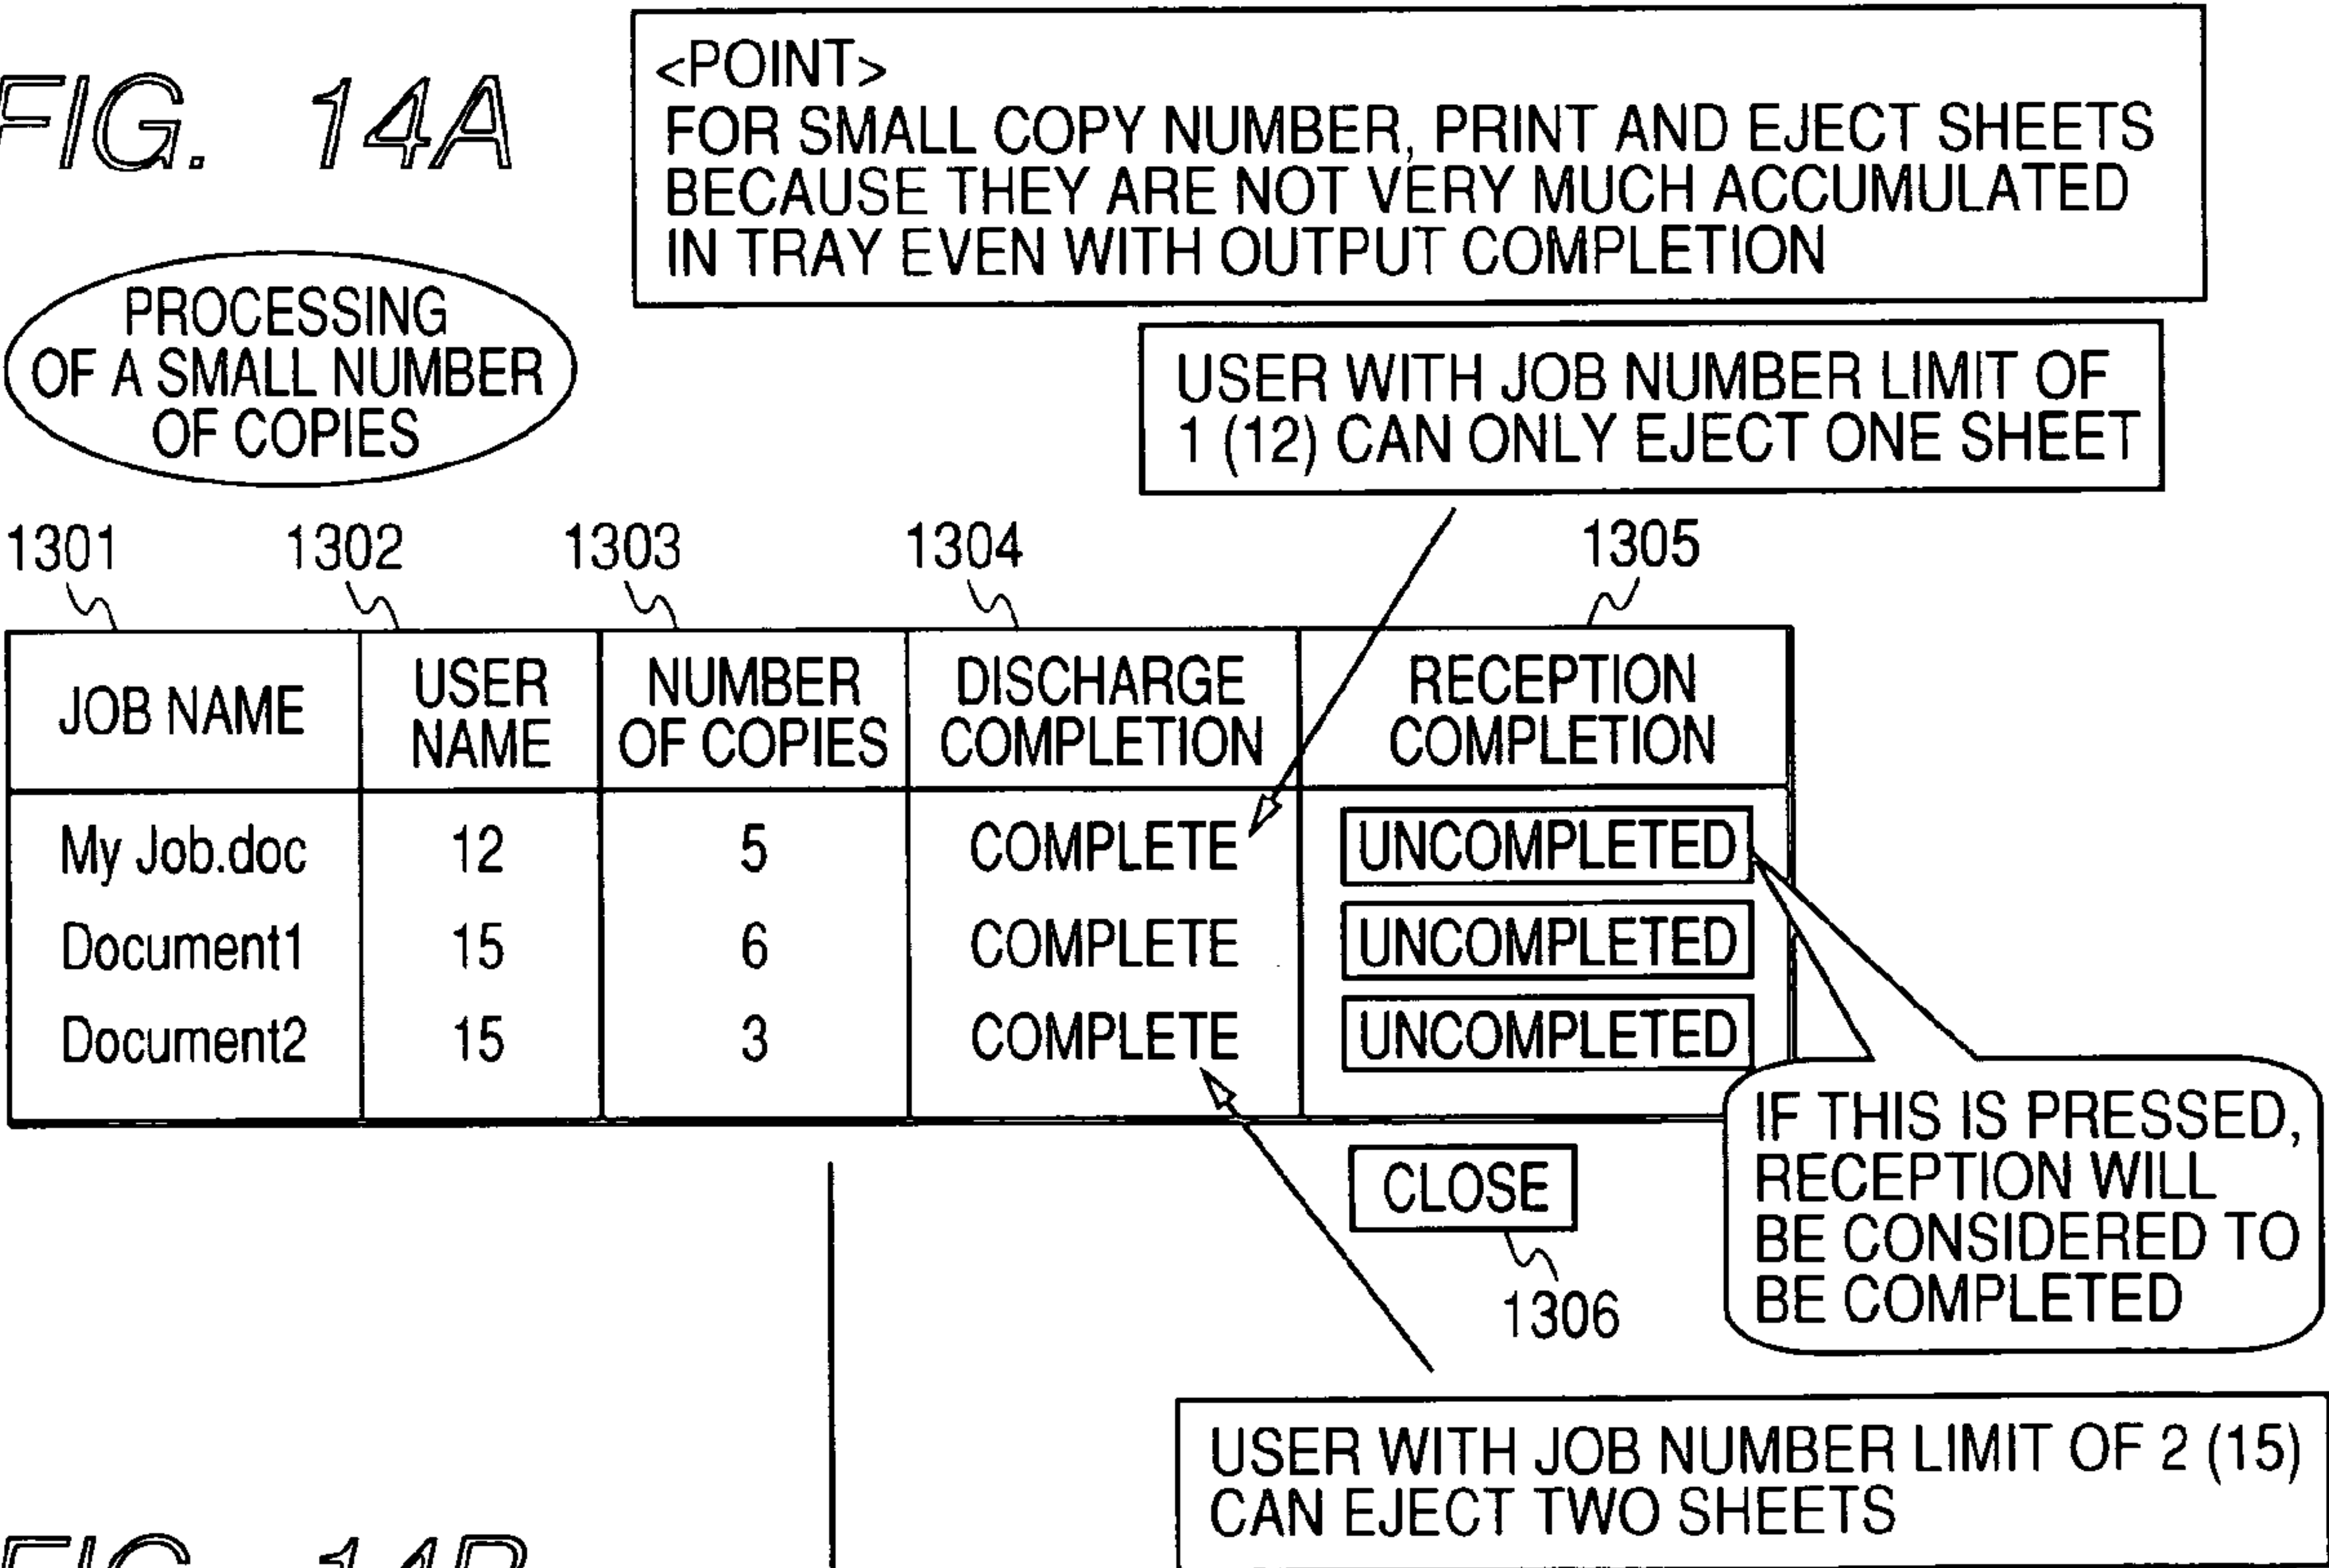 FIG. 14A
<POINT>
FOR SMALL COPY NUMBER, PRINT AND EJECT SHEETS
BECAUSE THEY ARE NOT VERY MUCH ACCUMULATED
IN TRAY EVEN WITH OUTPUT COMPLETION
PROCESSING
OF A SMALL NUMBER
OF COPIES
USER WITH JOB NUMBER LIMIT OF
1 (12) CAN ONLY EJECT ONE SHEET
1301 1302 1303 1304 1305
JOB NAME USER NAME NUMBER OF COPIES DISCHARGE COMPLETION RECEPTION COMPLETION
My Job.doc 12 5 COMPLETE UNCOMPLETED
Document1 15 6 COMPLETE UNCOMPLETED
Document2 15 3 COMPLETE UNCOMPLETED
IF THIS IS PRESSED,
RECEPTION WILL
BE CONSIDERED TO
BE COMPLETED
CLOSE
1306
USER WITH JOB NUMBER LIMIT OF 2 (15)
CAN EJECT TWO SHEETS
FIG. 14B